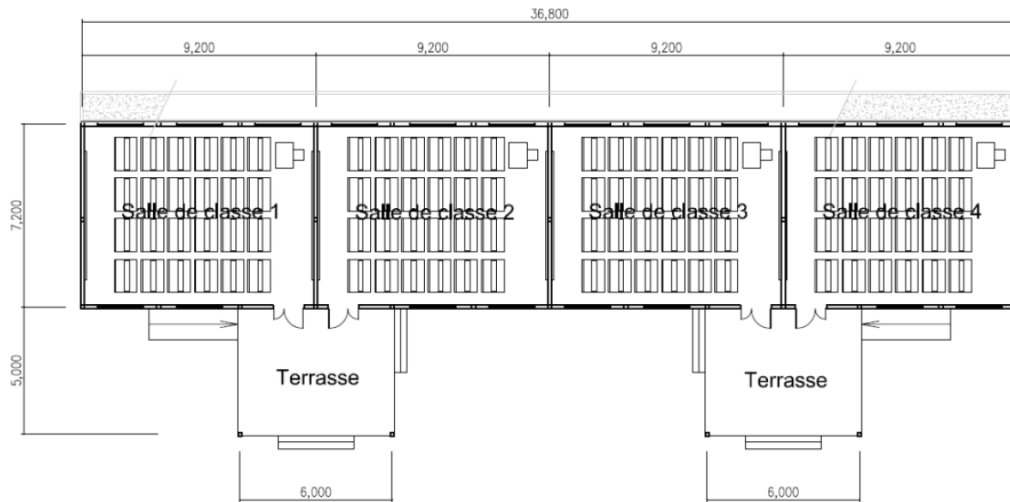 36,800
9,200
9,200
9,200
9,200
7,200
Salle de classe 1
Salle de classe 2
Salle de classe 3
Salle de classe 4
5,000
Terrasse
Terrasse
6,000
6,000